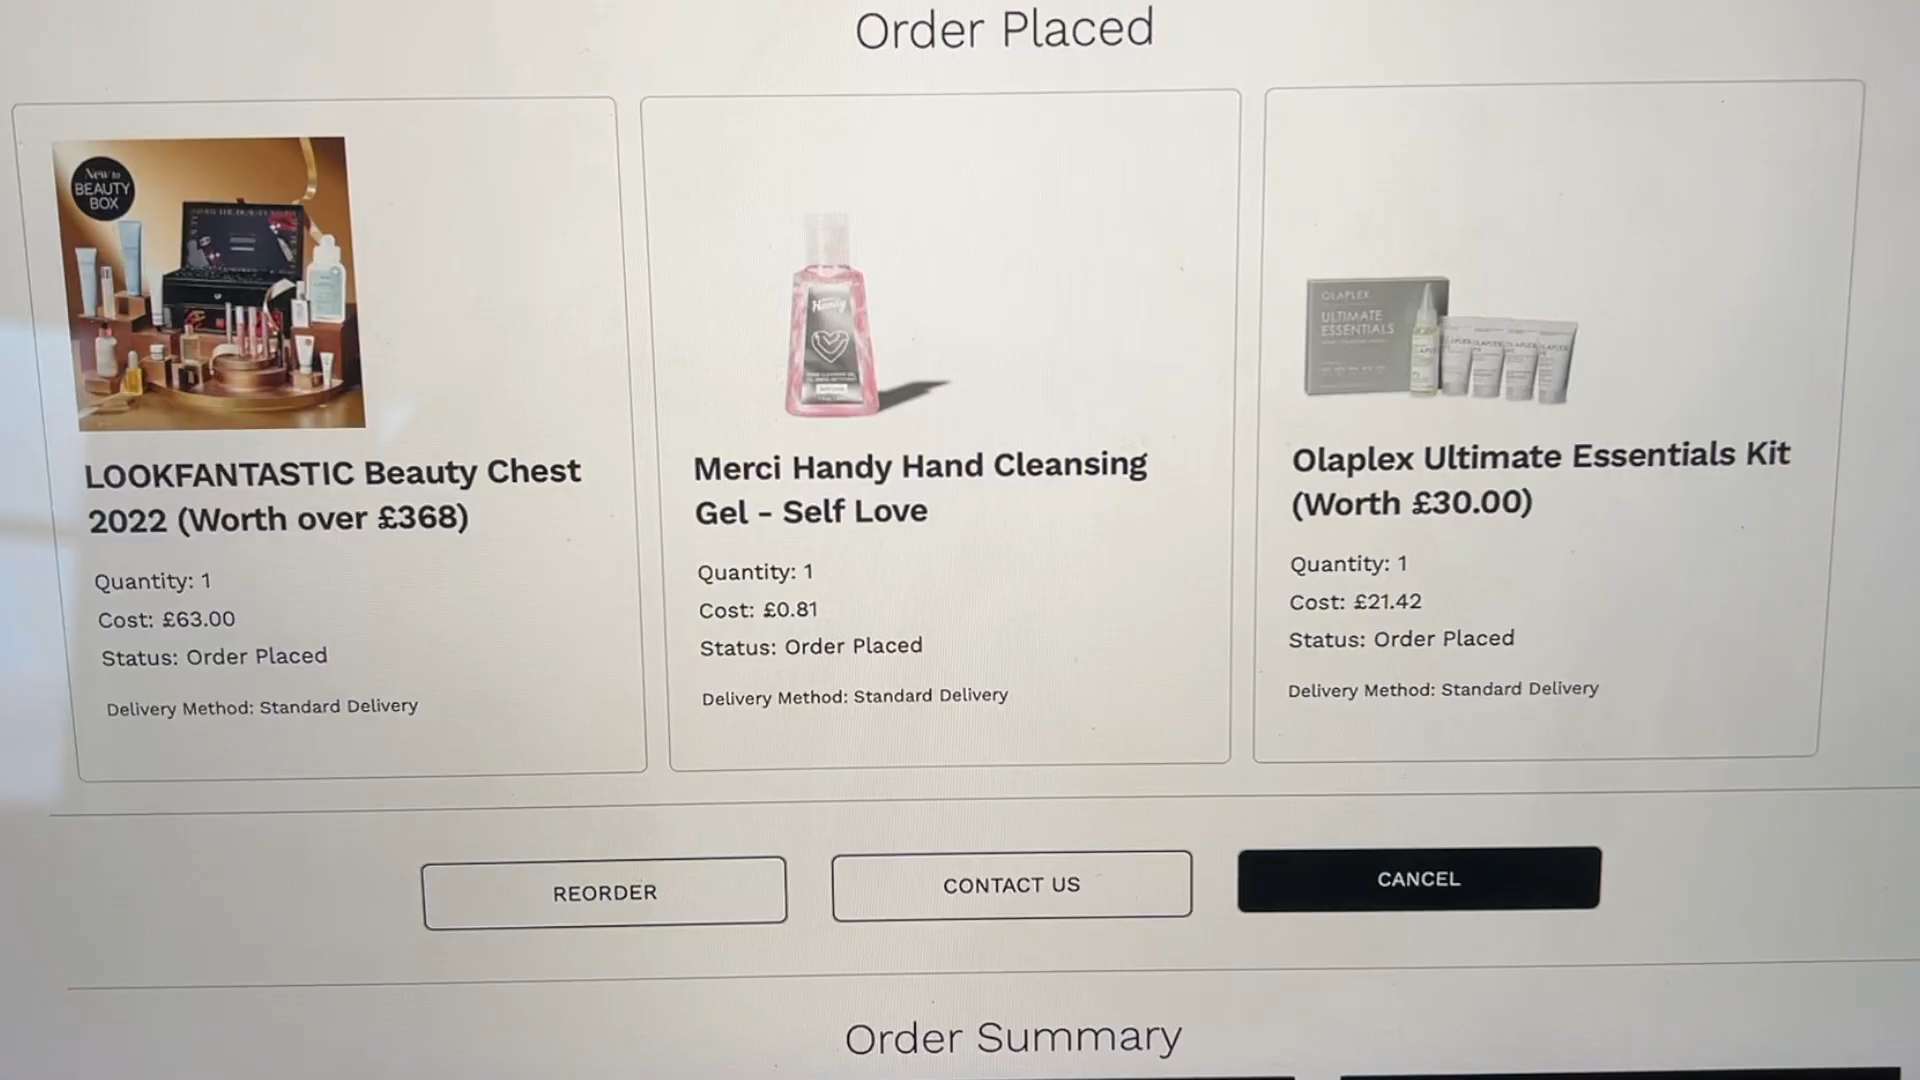 Order Placed
New to
BEAUTY
BOX
LOOKFANTASTIC Beauty Chest
2022 (Worth over £368)
Quantity: 1
Cost: £63.00
Status: Order Placed
Delivery Method: Standard Delivery
Handy
Merci Handy Hand Cleansing
Gel - Self Love
Quantity: 1
Cost: £0.81
Status: Order Placed
Delivery Method: Standard Delivery
OLAPLEX
ULTIMATE
ESSENTIALS
Olaplex Ultimate Essentials Kit
(Worth £30.00)
Quantity: 1
Cost: £21.42
Status: Order Placed
Delivery Method: Standard Delivery
REORDER
CONTACT US
CANCEL
Order Summary